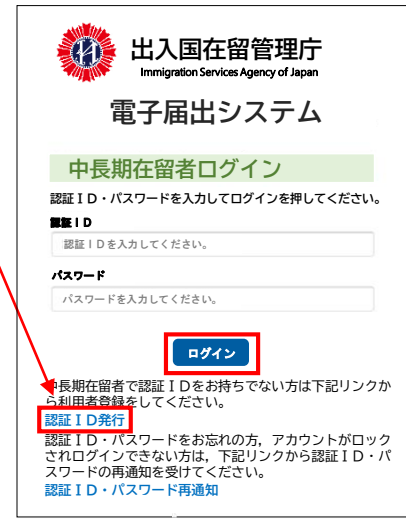 出入国在留管理庁
Immigration Services Agency of Japan
電子届出システム
中長期在留者ログイン
認証ＩＤ・パスワードを入力してログインを押してください。
認証ＩＤ
認証ＩＤを入力してください。
パスワード
パスワードを入力してください。
ログイン
中長期在留者で認証ＩＤをお持ちでない方は下記リンクか
ら利用者登録をしてください。
認証ＩＤ発行
認証ＩＤ・パスワードをお忘れの方，アカウントがロック
されログインできない方は，下記リンクから認証ＩＤ・パ
スワードの再通知を受けてください。
認証ＩＤ・パスワード再通知